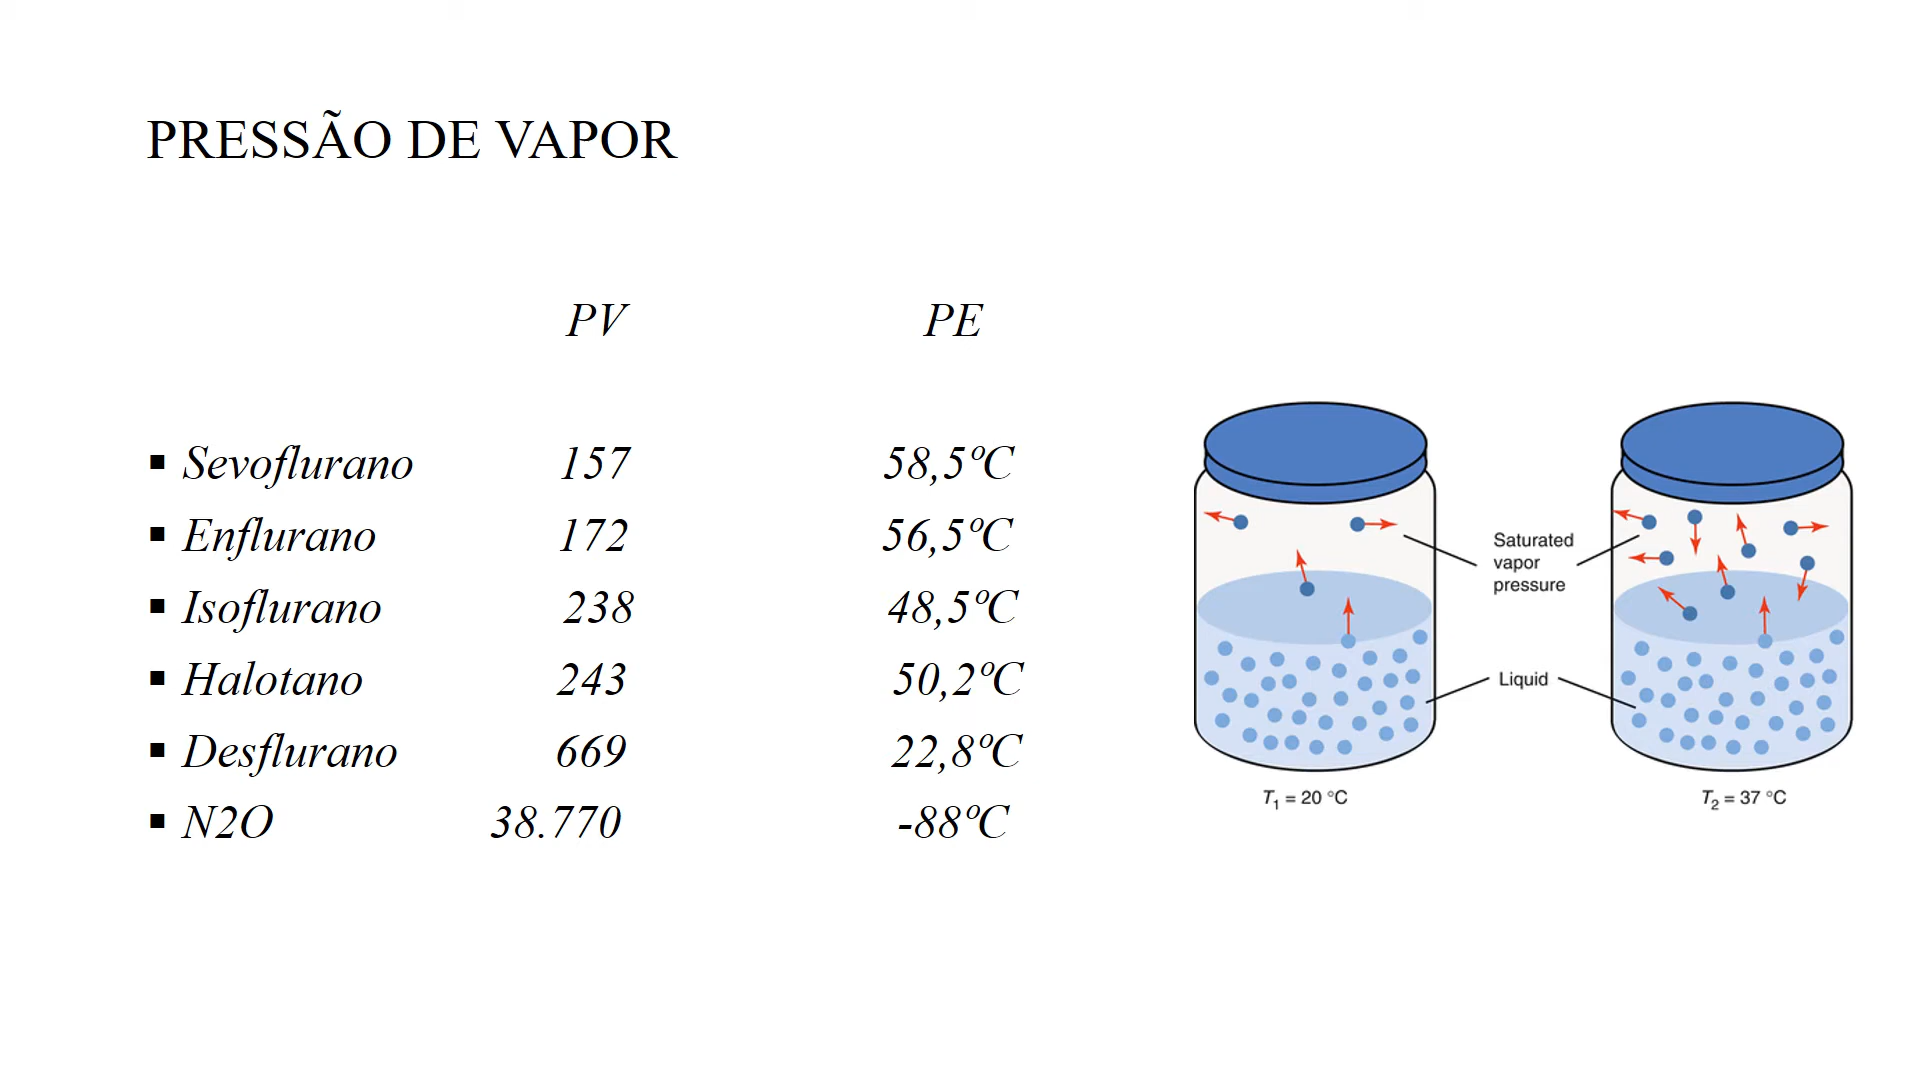 PRESSÃO DE VAPOR
PV PE
▪ Sevoflurano 157 58,5ºC
▪ Enflurano 172 56,5ºC
▪ Isoflurano 238 48,5ºC
▪ Halotano 243 50,2ºC
▪ Desflurano 669 22,8ºC
▪ N2O 38.770 -88ºC
Saturated
vapor
pressure
Liquid
T1 = 20 °C
T2 = 37 °C